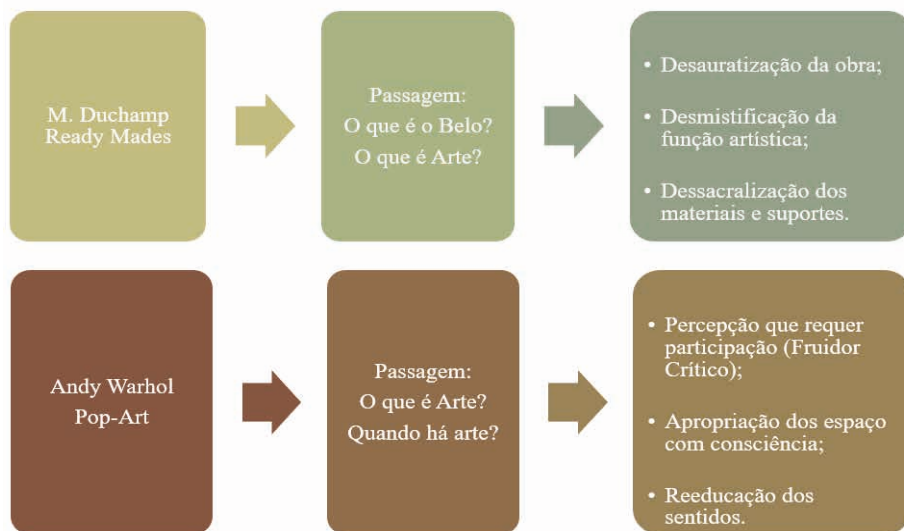 M. Duchamp
Ready Mades
Passagem:
O que é o Belo?
O que é Arte?
• Desauratização da obra;
• Desmistificação da
função artística;
• Dessacralização dos
materiais e suportes.
Andy Warhol
Pop-Art
Passagem:
O que é Arte?
Quando há arte?
• Percepção que requer
participação (Fruidor
Crítico);
• Apropriação dos espaço
com consciência;
• Reeducação dos
sentidos.